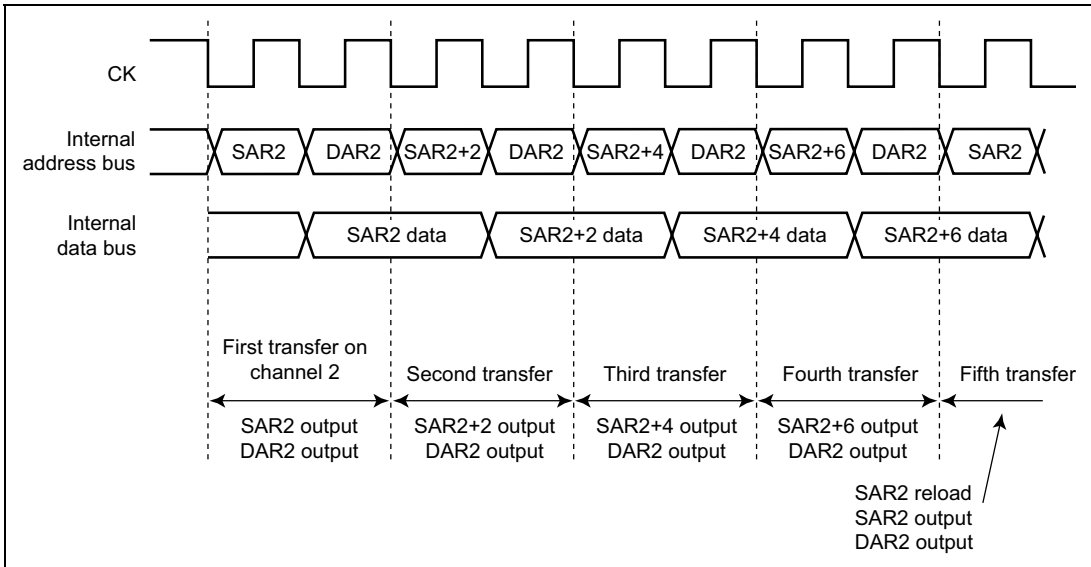 CK
Internal
address bus
SAR2 DAR2 SAR2+2 DAR2 SAR2+4 DAR2 SAR2+6 DAR2 SAR2
Internal
data bus
SAR2 data SAR2+2 data SAR2+4 data SAR2+6 data
First transfer on
channel 2
Second transfer Third transfer Fourth transfer Fifth transfer
SAR2 output SAR2+2 output SAR2+4 output SAR2+6 output
DAR2 output DAR2 output DAR2 output DAR2 output
SAR2 reload
SAR2 output
DAR2 output